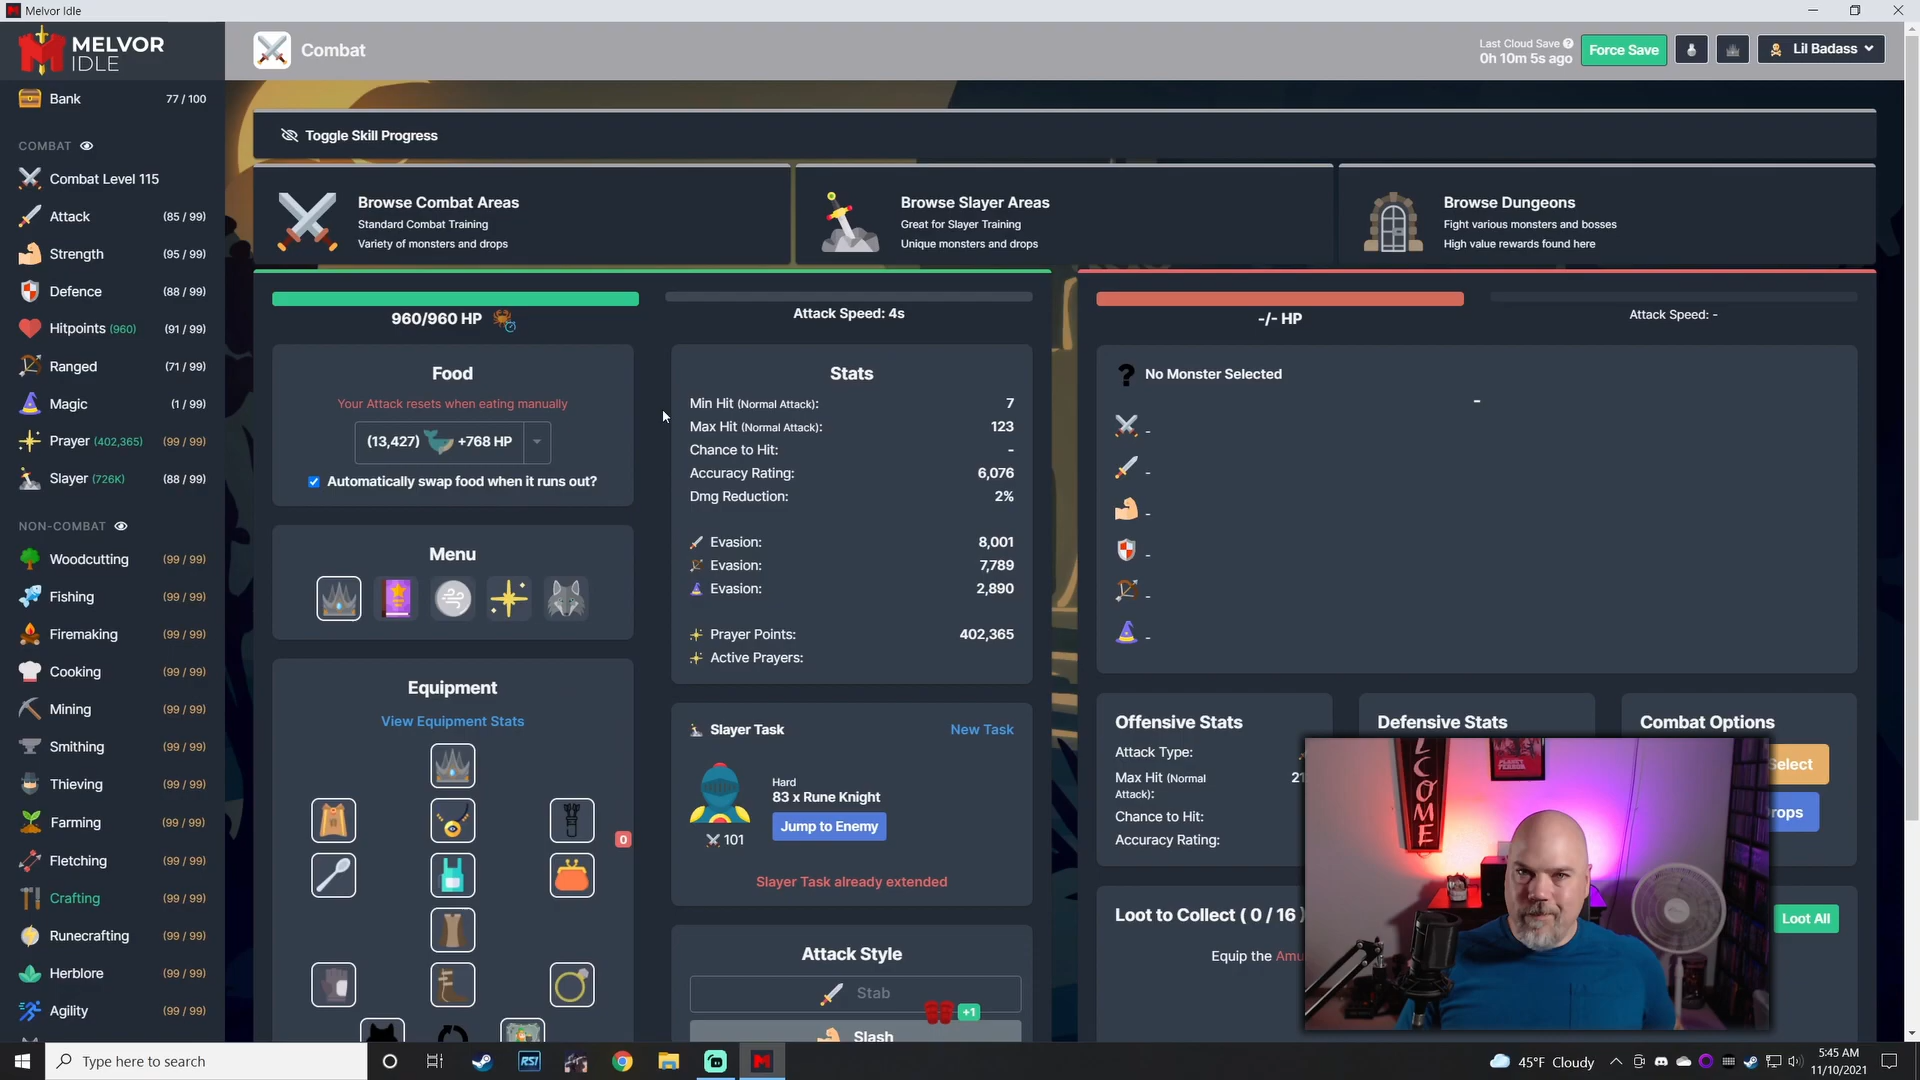 Melvor Idle
MELVOR
IDLE
Combat
Last Cloud Save
0h 10m 5s ago
Force Save
Lil Badass
Bank 77 / 100
COMBAT
Combat Level 115
Attack (85 / 99)
Strength (95 / 99)
Defence (88 / 99)
Hitpoints (960) (91 / 99)
Ranged (71 / 99)
Magic (1 / 99)
Prayer (402,365) (99 / 99)
Slayer (726K) (88 / 99)
NON-COMBAT
Woodcutting (99 / 99)
Fishing (99 / 99)
Firemaking (99 / 99)
Cooking (99 / 99)
Mining (99 / 99)
Smithing (99 / 99)
Thieving (99 / 99)
Farming (99 / 99)
Fletching (99 / 99)
Crafting (99 / 99)
Runecrafting (99 / 99)
Herblore (99 / 99)
Agility (99 / 99)
Toggle Skill Progress
Browse Combat Areas
Standard Combat Training
Variety of monsters and drops
Browse Slayer Areas
Great for Slayer Training
Unique monsters and drops
Browse Dungeons
Fight various monsters and bosses
High value rewards found here
960/960 HP
Attack Speed: 4s
Food
Your Attack resets when eating manually
(13,427) +768 HP
Automatically swap food when it runs out?
Menu
Equipment
View Equipment Stats
0
Stats
Min Hit (Normal Attack): 7
Max Hit (Normal Attack): 123
Chance to Hit: -
Accuracy Rating: 6,076
Dmg Reduction: 2%
Evasion: 8,001
Evasion: 7,789
Evasion: 2,890
Prayer Points: 402,365
Active Prayers:
Slayer Task New Task
Hard
83 x Rune Knight
Jump to Enemy
101
Slayer Task already extended
Attack Style
Stab
+1
Slash
-/- HP
Attack Speed: -
? No Monster Selected
-
-
-
-
-
-
-
Offensive Stats
Attack Type:
Max Hit (Normal Attack): 21
Chance to Hit:
Accuracy Rating:
Defensive Stats
Combat Options
Select
rops
Loot to Collect ( 0 / 16 )
Loot All
Equip the Amu
LCOME
Type here to search
RSI
45°F Cloudy
5:45 AM
11/10/2021